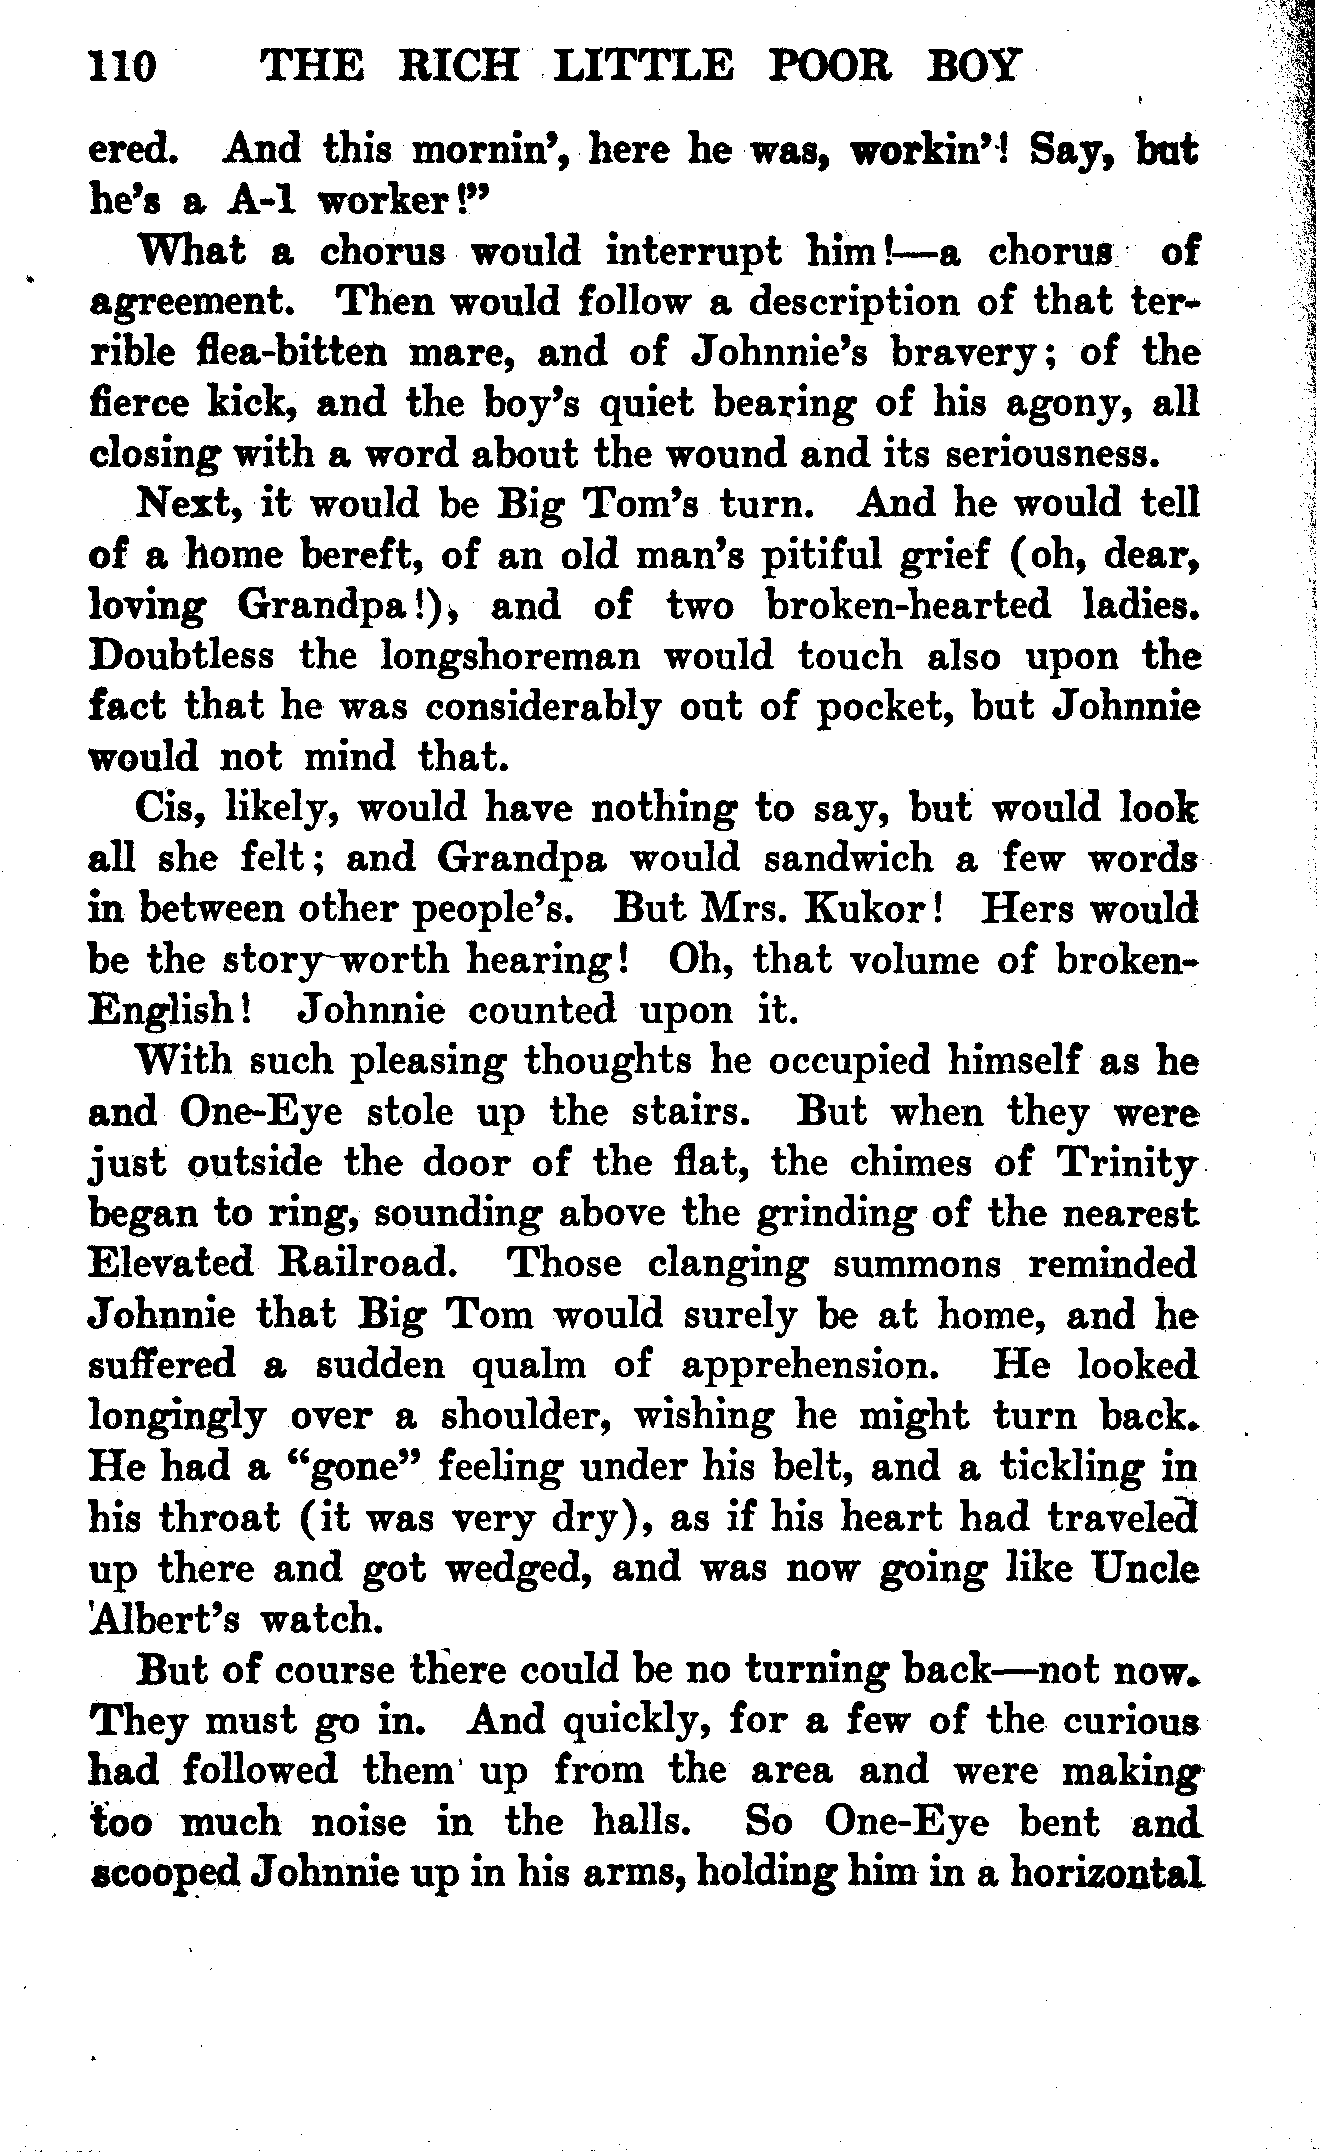 110 THE RICH LITTLE POOR BOY
ered. And this mornin', here he was, workin'! Say, but
he's a A-1 worker!"
What a chorus would interrupt him!—a chorus of
agreement. Then would follow a description of that ter-
rible flea-bitten mare, and of Johnnie's bravery; of the
fierce kick, and the boy's quiet bearing of his agony, all
closing with a word about the wound and its seriousness.
Next, it would be Big Tom's turn. And he would tell
of a home bereft, of an old man's pitiful grief (oh, dear,
loving Grandpa!), and of two broken-hearted ladies.
Doubtless the longshoreman would touch also upon the
fact that he was considerably out of pocket, but Johnnie
would not mind that.
Cis, likely, would have nothing to say, but would look
all she felt; and Grandpa would sandwich a few words
in between other people's. But Mrs. Kukor! Hers would
be the story worth hearing! Oh, that volume of broken-
English! Johnnie counted upon it.
With such pleasing thoughts he occupied himself as he
and One-Eye stole up the stairs. But when they were
just outside the door of the flat, the chimes of Trinity
began to ring, sounding above the grinding of the nearest
Elevated Railroad. Those clanging summons reminded
Johnnie that Big Tom would surely be at home, and he
suffered a sudden qualm of apprehension. He looked
longingly over a shoulder, wishing he might turn back.
He had a "gone" feeling under his belt, and a tickling in
his throat (it was very dry), as if his heart had traveled
up there and got wedged, and was now going like Uncle
Albert's watch.
But of course there could be no turning back—not now.
They must go in. And quickly, for a few of the curious
had followed them up from the area and were making
too much noise in the halls. So One-Eye bent and
scooped Johnnie up in his arms, holding him in a horizontal